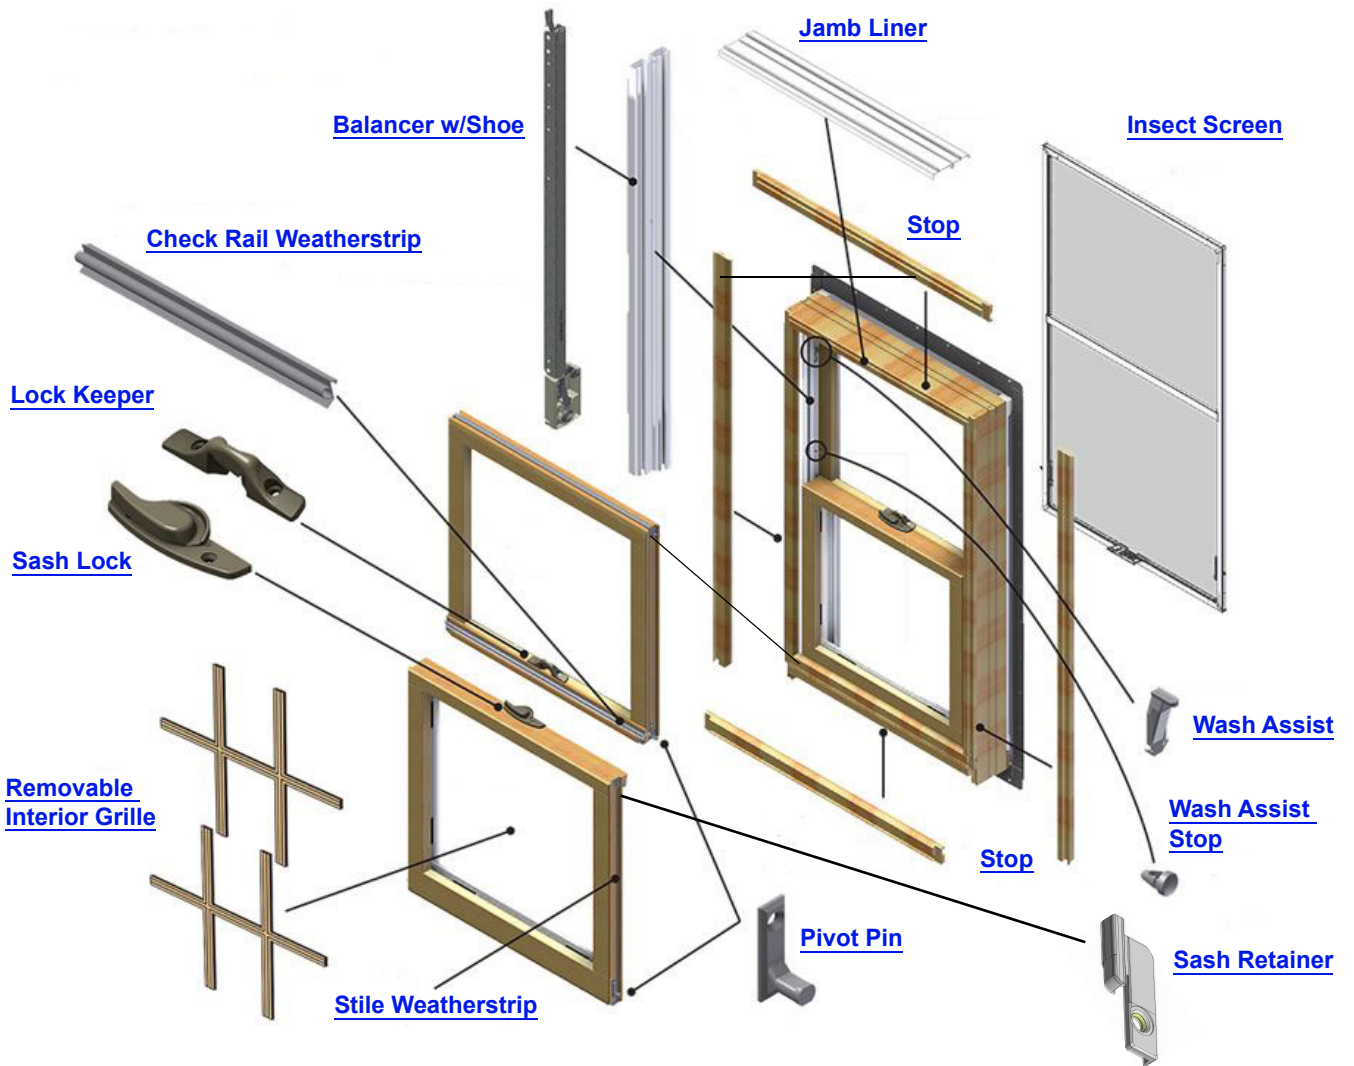 Jamb Liner
Balancer w/Shoe
Insect Screen
Stop
Check Rail Weatherstrip
Lock Keeper
Sash Lock
Wash Assist
Removable
Interior Grille
Wash Assist
Stop
Stop
Pivot Pin
Sash Retainer
Stile Weatherstrip